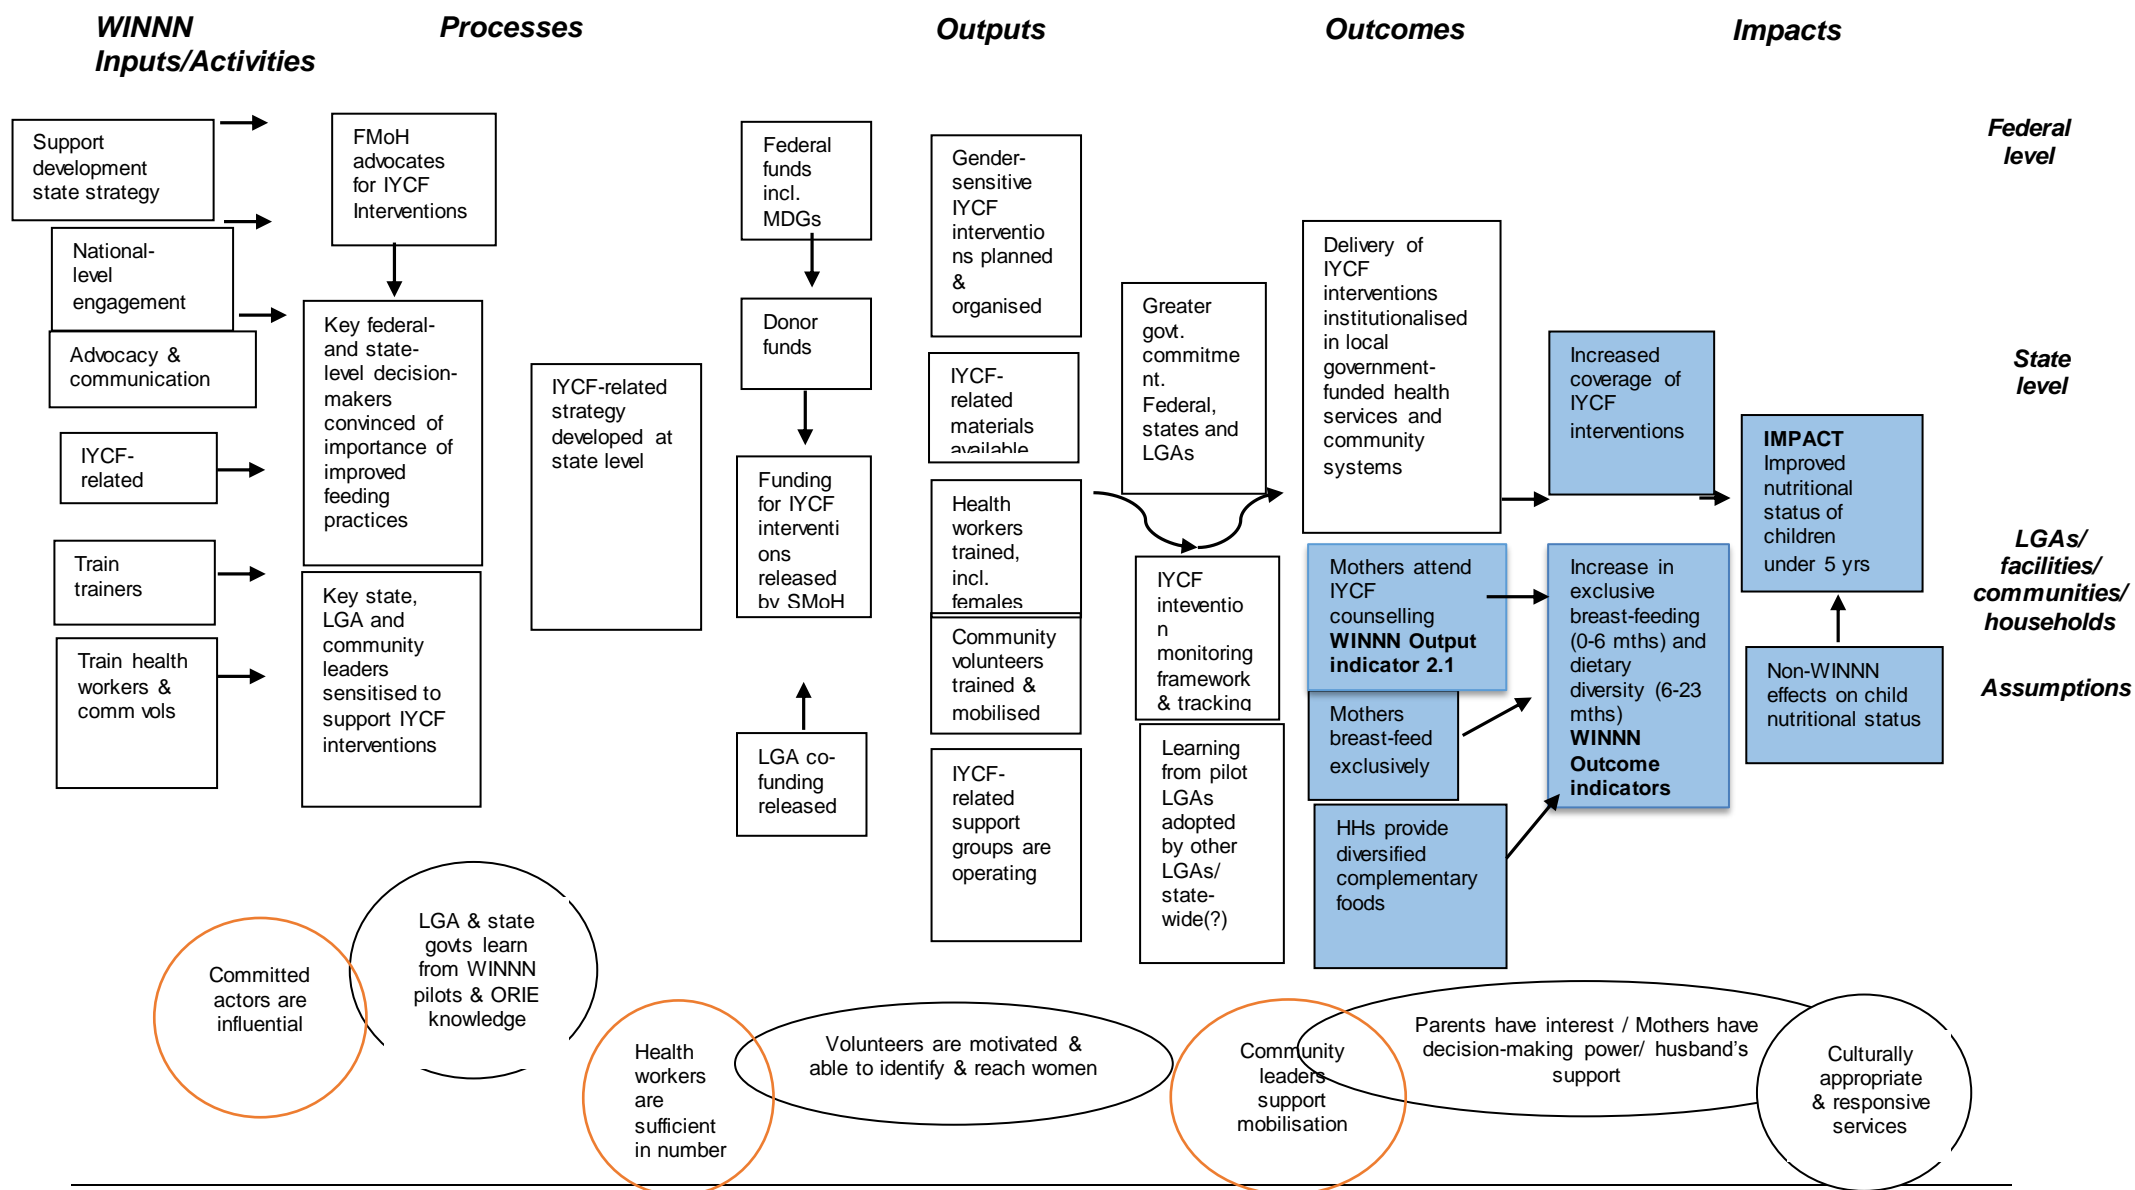 WINNN
Inputs/Activities
Processes
Outputs
Outcomes
Impacts
Support
development
state strategy
National-
level
engagement
Advocacy &
communication
IYCF-
related
Train
trainers
Train health
workers &
comm vols
FMoH
advocates
for IYCF
Interventions
Key federal-
and state-
level decision-
makers
convinced of
importance of
improved
feeding
practices
Key state,
LGA and
community
leaders
sensitised to
support IYCF
interventions
IYCF-related
strategy
developed at
state level
Federal
funds
incl.
MDGs
Donor
funds
Funding
for IYCF
interventi
ons
released
by SMoH
LGA co-
funding
released
Gender-
sensitive
IYCF
interventio
ns planned
&
organised
IYCF-
related
materials
available
Health
workers
trained,
incl.
females
Community
volunteers
trained &
mobilised
IYCF-
related
support
groups are
operating
Greater
govt.
commitme
nt.
Federal,
states and
LGAs
IYCF
inteventio
n
monitoring
framework
& tracking
Learning
from pilot
LGAs
adopted
by other
LGAs/
state-
wide(?)
Delivery of
IYCF
interventions
institutionalised
in local
government-
funded health
services and
community
systems
Mothers attend
IYCF
counselling
WINNN Output
indicator 2.1
Mothers
breast-feed
exclusively
HHs provide
diversified
complementary
foods
Increased
coverage of
IYCF
interventions
Increase in
exclusive
breast-feeding
(0-6 mths) and
dietary
diversity (6-23
mths)
WINNN
Outcome
indicators
IMPACT
Improved
nutritional
status of
children
under 5 yrs
Non-WINNN
effects on child
nutritional status
Federal
level
State
level
LGAs/
facilities/
communities/
households
Assumptions
Committed
actors are
influential
LGA & state
govts learn
from WINNN
pilots & ORIE
knowledge
Health
workers
are
sufficient
in number
Volunteers are motivated &
able to identify & reach women
Community
leaders
support
mobilisation
Parents have interest / Mothers have
decision-making power/ husband's
support
Culturally
appropriate
& responsive
services